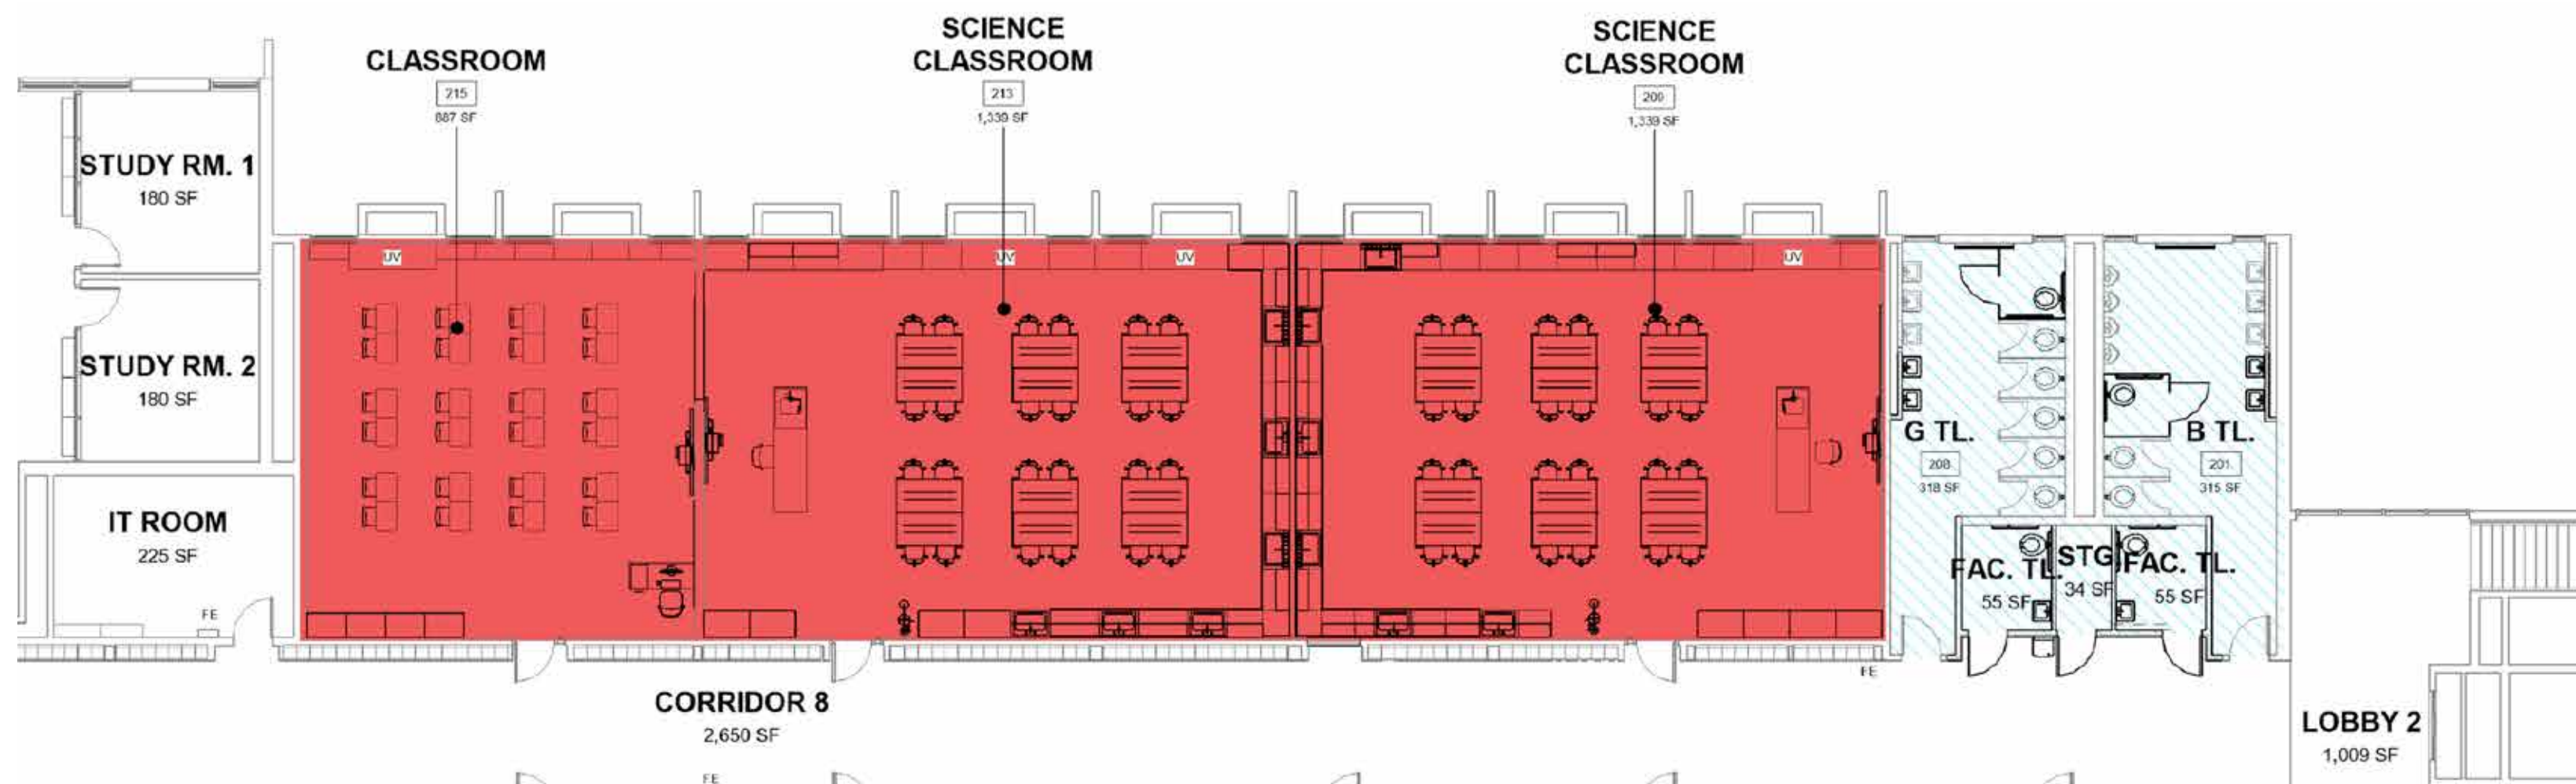 CLASSROOM
215
887 SF
SCIENCE
CLASSROOM
213
1,339 SF
SCIENCE
CLASSROOM
209
1,339 SF
STUDY RM. 1
180 SF
STUDY RM. 2
180 SF
IT ROOM
225 SF
FE
UV
UV
UV
UV
G TL.
208
318 SF
B TL.
201
315 SF
FAC. TL.
55 SF
STG
34 SF
FAC. TL.
55 SF
FE
CORRIDOR 8
2,650 SF
FE
LOBBY 2
1,009 SF